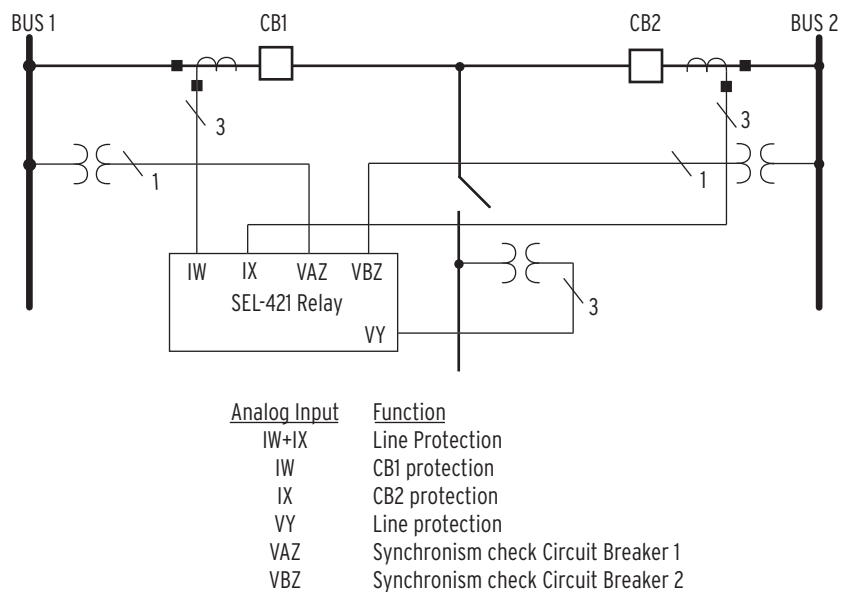 BUS 1 CB1 CB2 BUS 2
3 3
1 1
IW IX VAZ VBZ
SEL-421 Relay
3
VY
Analog Input Function
IW+IX Line Protection
IW CB1 protection
IX CB2 protection
VY Line protection
VAZ Synchronism check Circuit Breaker 1
VBZ Synchronism check Circuit Breaker 2